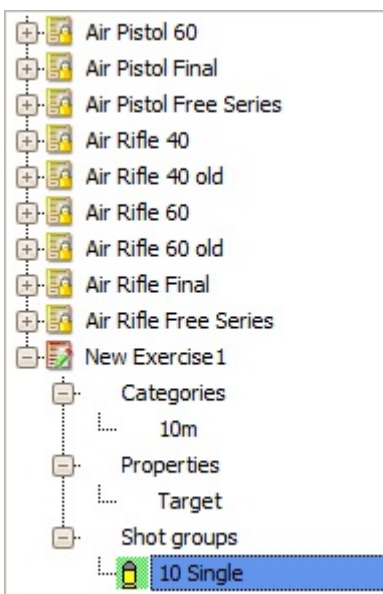 Air Pistol 60
Air Pistol Final
Air Pistol Free Series
Air Rifle 40
Air Rifle 40 old
Air Rifle 60
Air Rifle 60 old
Air Rifle Final
Air Rifle Free Series
New Exercise1
Categories
10m
Properties
Target
Shot groups
10 Single